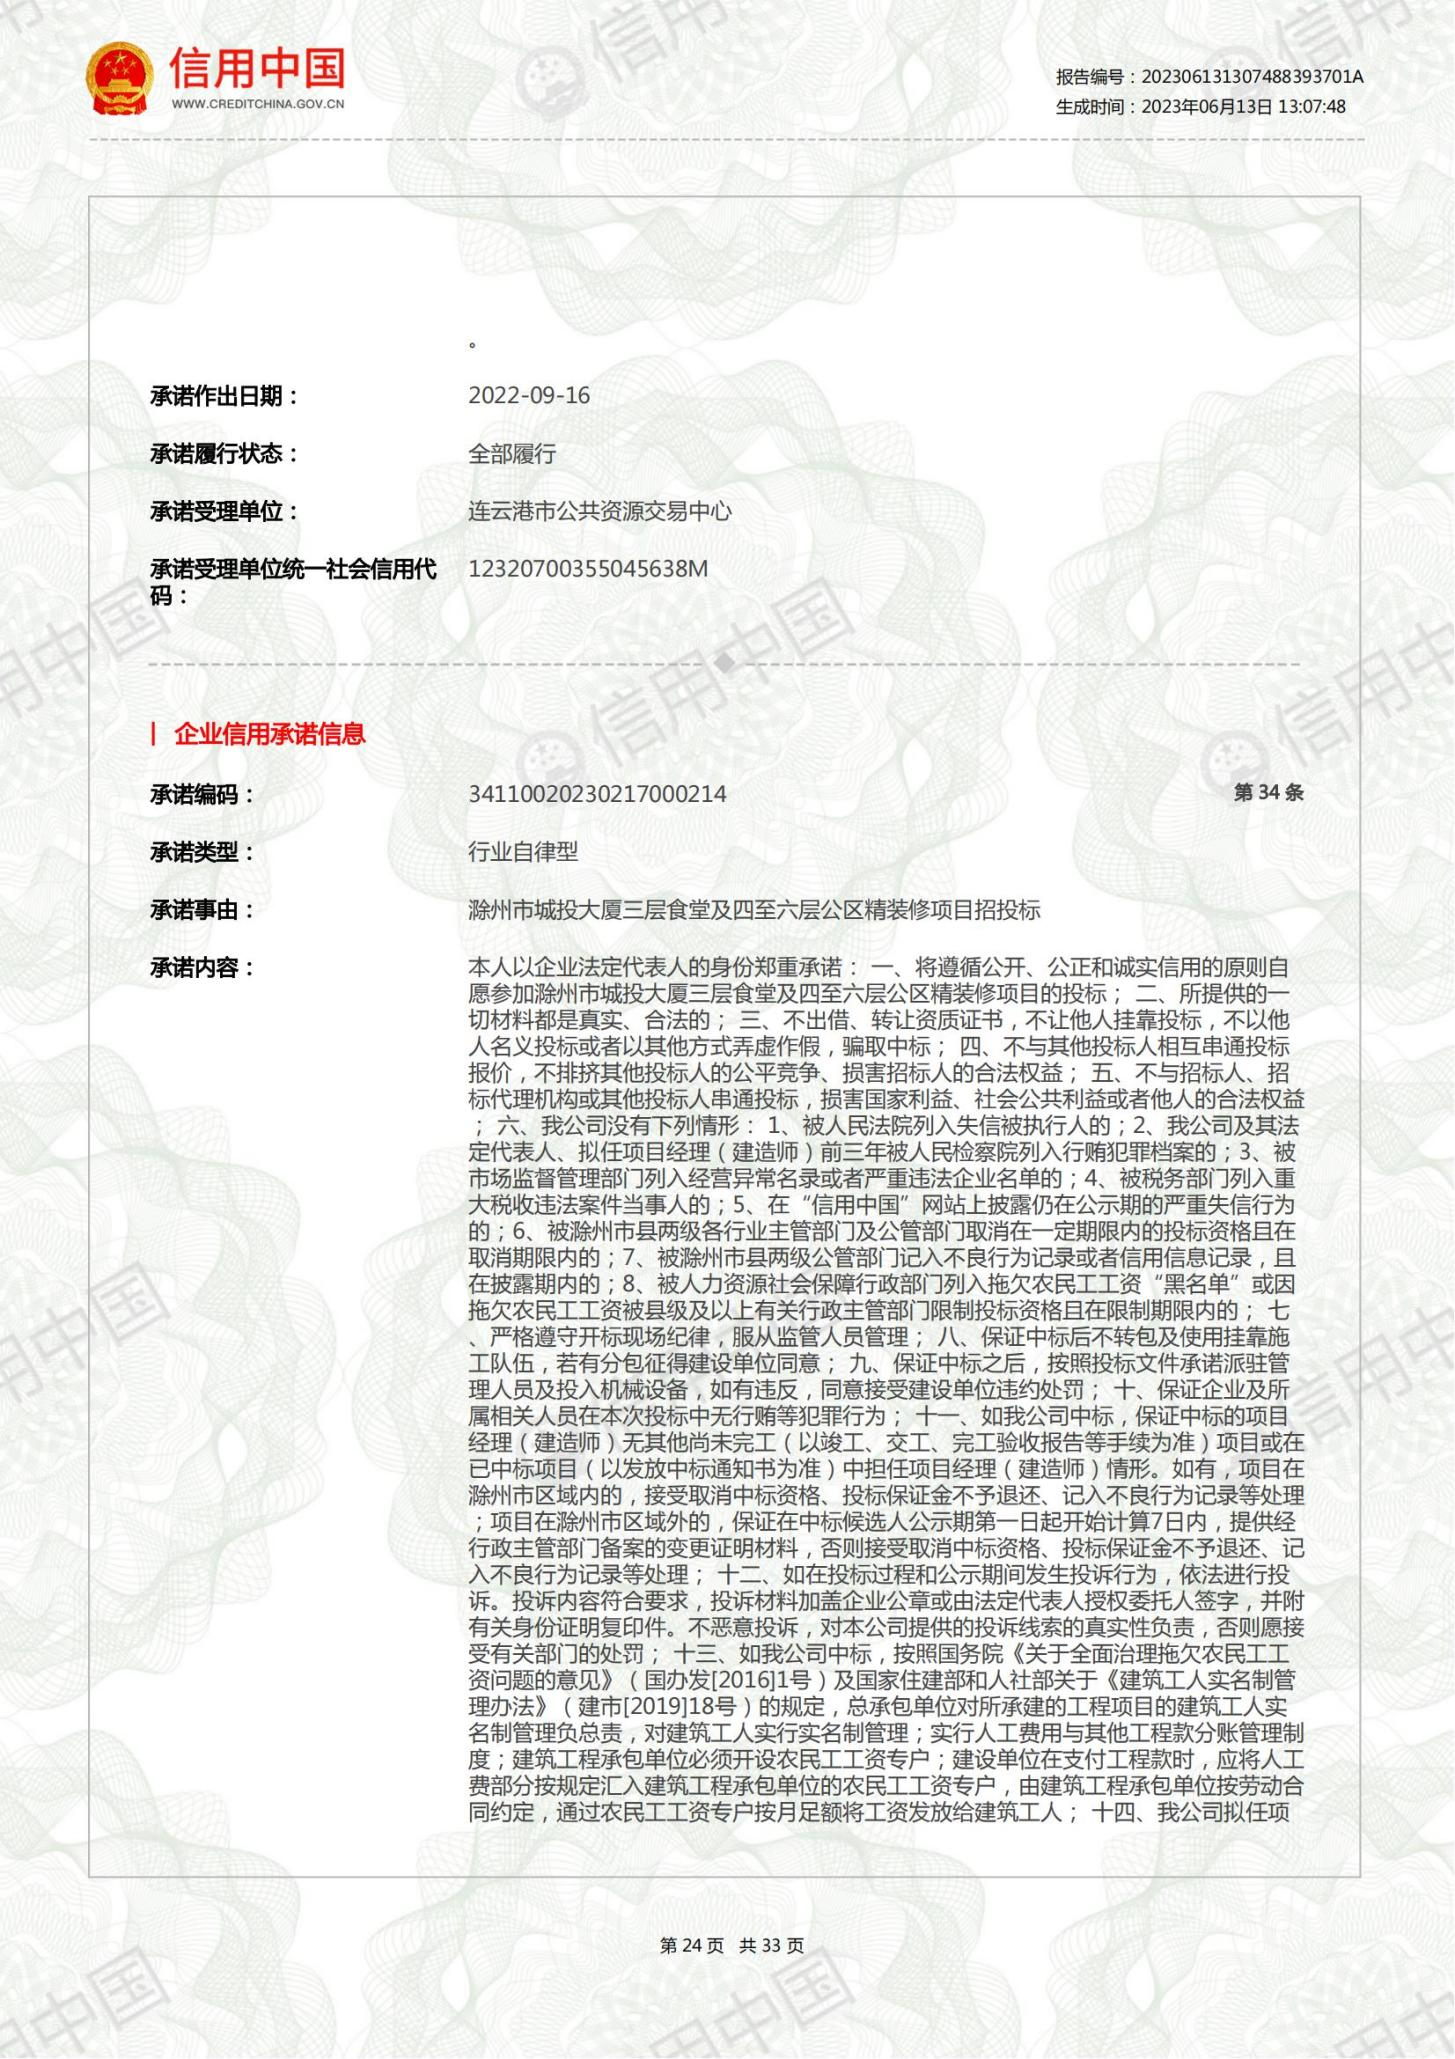 信用中国
WWW.CREDITCHINA.GOV.CN
报告编号：202306131307488393701A
生成时间：2023年06月13日 13:07:48
。
承诺作出日期： 2022-09-16
承诺履行状态： 全部履行
承诺受理单位： 连云港市公共资源交易中心
承诺受理单位统一社会信用代 12320700355045638M
码：
企业信用承诺信息
承诺编码： 34110020230217000214 第 34 条
承诺类型： 行业自律型
承诺事由： 滁州市城投大厦三层食堂及四至六层公区精装修项目招投标
承诺内容： 本人以企业法定代表人的身份郑重承诺： 一、将遵循公开、公正和诚实信用的原则自
愿参加滁州市城投大厦三层食堂及四至六层公区精装修项目的投标； 二、所提供的一
切材料都是真实、合法的； 三、不出借、转让资质证书，不让他人挂靠投标，不以他
人名义投标或者以其他方式弄虚作假，骗取中标； 四、不与其他投标人相互串通投标
报价，不排挤其他投标人的公平竞争、损害招标人的合法权益； 五、不与招标人、招
标代理机构或其他投标人串通投标，损害国家利益、社会公共利益或者他人的合法权益
； 六、我公司没有下列情形： 1、被人民法院列入失信被执行人的；2、我公司及其法
定代表人、拟任项目经理（建造师）前三年被人民检察院列入行贿犯罪档案的；3、被
市场监督管理部门列入经营异常名录或者严重违法企业名单的；4、被税务部门列入重
大税收违法案件当事人的；5、在“信用中国”网站上披露仍在公示期的严重失信行为
的；6、被滁州市县两级各行业主管部门及公管部门取消在一定期限内的投标资格且在
取消期限内的；7、被滁州市县两级公管部门记入不良行为记录或者信用信息记录，且
在披露期内的；8、被人力资源社会保障行政部门列入拖欠农民工工资“黑名单”或因
拖欠农民工工资被县级及以上有关行政主管部门限制投标资格且在限制期限内的； 七
、严格遵守开标现场纪律，服从监管人员管理； 八、保证中标后不转包及使用挂靠施
工队伍，若有分包征得建设单位同意； 九、保证中标之后，按照投标文件承诺派驻管
理人员及投入机械设备，如有违反，同意接受建设单位违约处罚； 十、保证企业及所
属相关人员在本次投标中无行贿等犯罪行为； 十一、如我公司中标，保证中标的项目
经理（建造师）无其他尚未完工（以竣工、交工、完工验收报告等手续为准）项目或在
已中标项目（以发放中标通知书为准）中担任项目经理（建造师）情形。如有，项目在
滁州市区域内的，接受取消中标资格、投标保证金不予退还、记入不良行为记录等处理
；项目在滁州市区域外的，保证在中标候选人公示期第一日起开始计算7日内，提供经
行政主管部门备案的变更证明材料，否则接受取消中标资格、投标保证金不予退还、记
入不良行为记录等处理； 十二、如在投标过程和公示期间发生投诉行为，依法进行投
诉。投诉内容符合要求，投诉材料加盖企业公章或由法定代表人授权委托人签字，并附
有关身份证明复印件。不恶意投诉，对本公司提供的投诉线索的真实性负责，否则愿接
受有关部门的处罚； 十三、如我公司中标，按照国务院《关于全面治理拖欠农民工工
资问题的意见》（国办发[2016]1号）及国家住建部和人社部关于《建筑工人实名制管
理办法》（建市[2019]18号）的规定，总承包单位对所承建的工程项目的建筑工人实
名制管理负总责，对建筑工人实行实名制管理；实行人工费用与其他工程款分账管理制
度；建筑工程承包单位必须开设农民工工资专户；建设单位在支付工程款时，应将人工
费部分按规定汇入建筑工程承包单位的农民工工资专户，由建筑工程承包单位按劳动合
同约定，通过农民工工资专户按月足额将工资发放给建筑工人； 十四、我公司拟任项
第 24 页 共 33 页